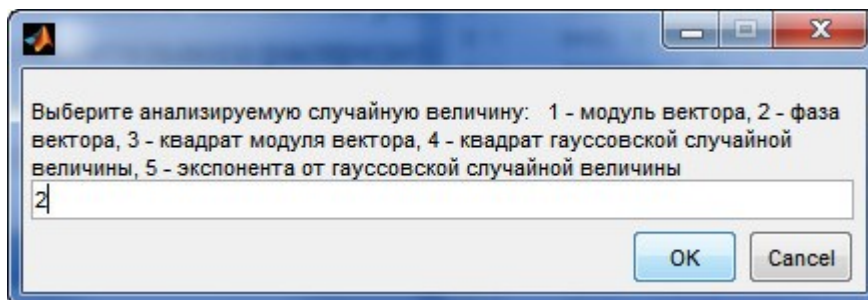 Выберите анализируемую случайную величину:   1 - модуль вектора, 2 - фаза
вектора, 3 - квадрат модуля вектора, 4 - квадрат гауссовской случайной
величины, 5 - экспонента от гауссовской случайной величины
2
OK Cancel